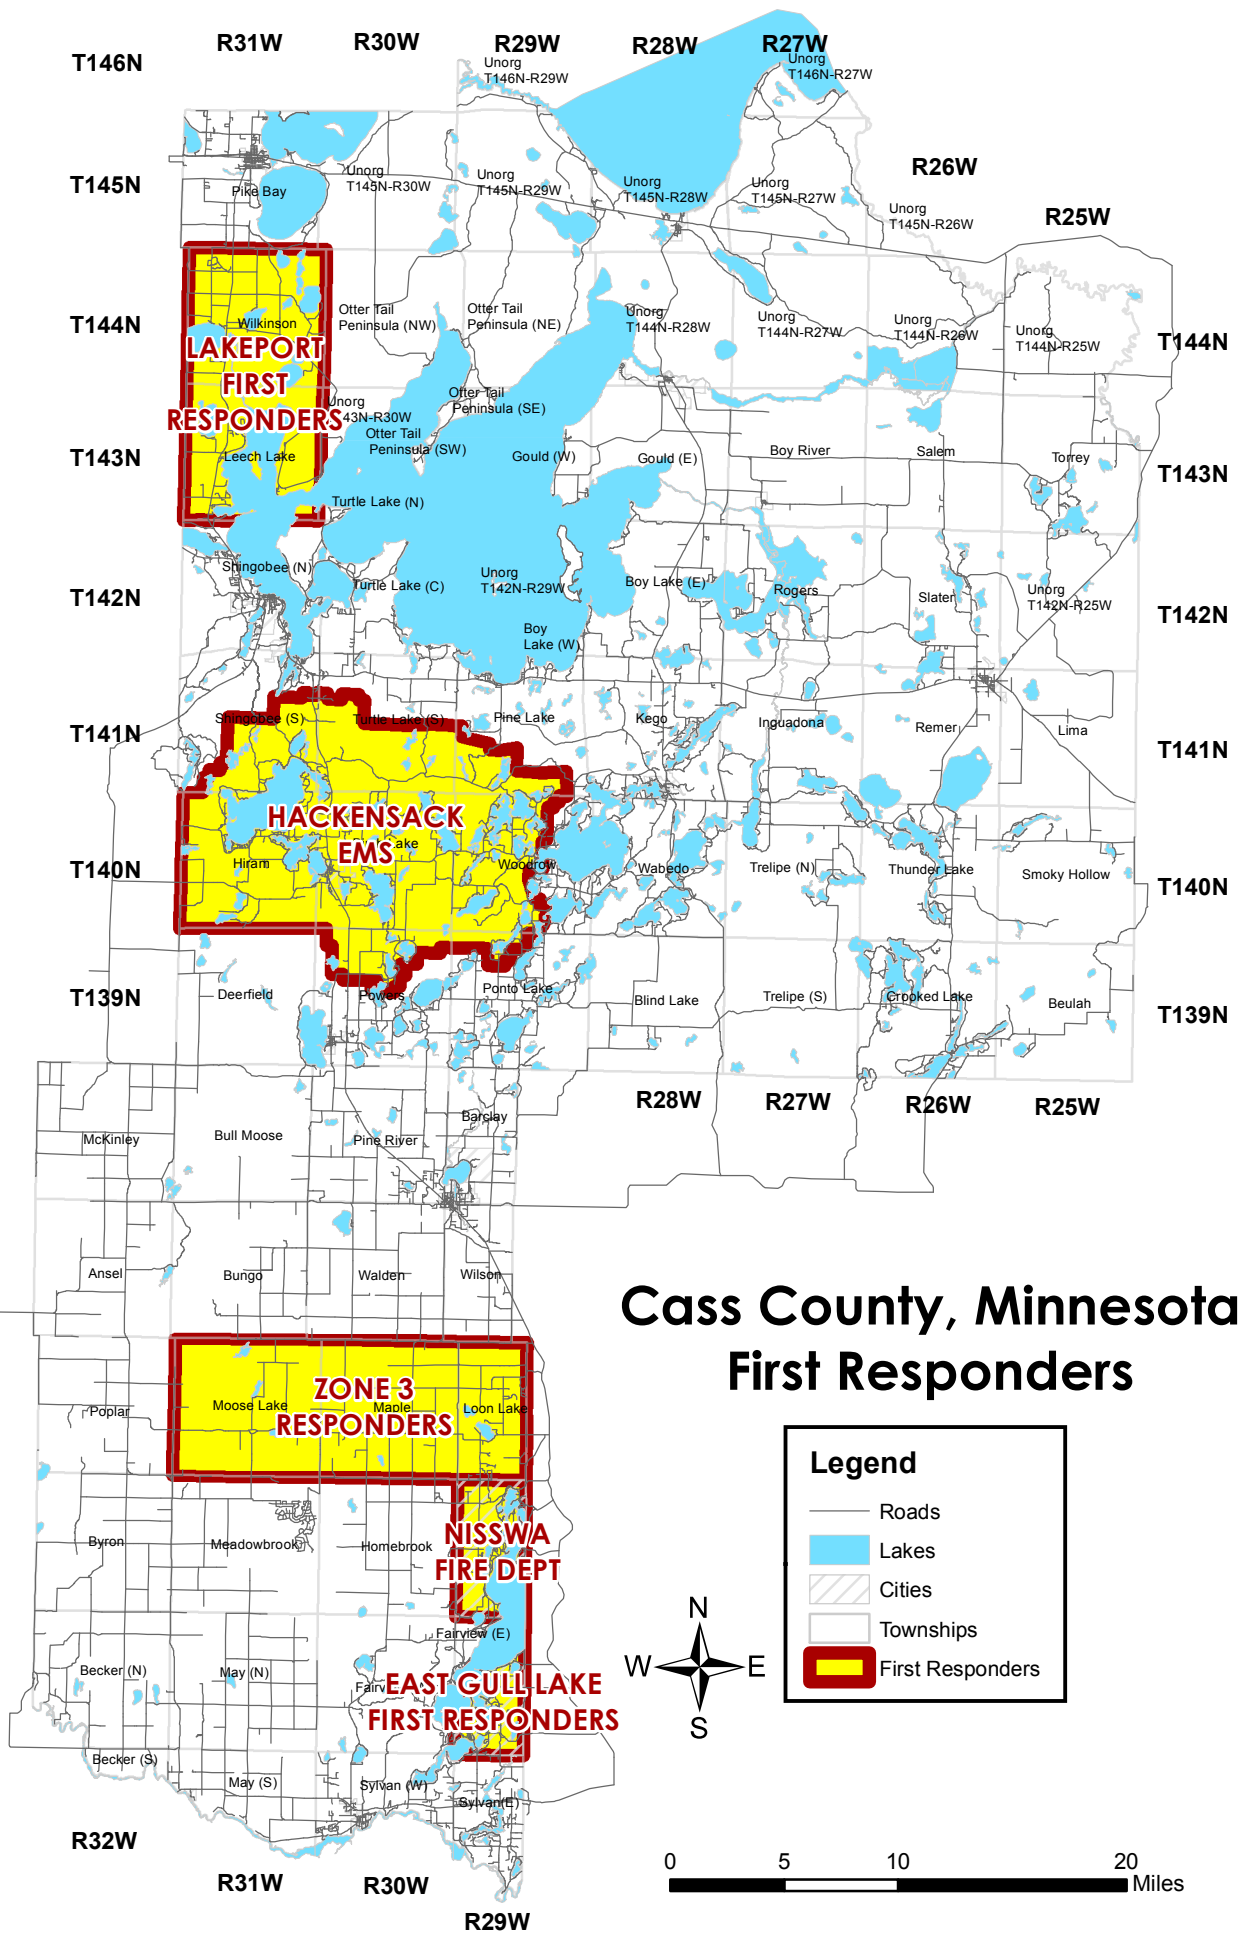 R31W
R30W
R29W
R28W
R27W
T146N
Unorg
T146N-R29W
Unorg
T146N-R27W
T145N
Pike Bay
Unorg
T145N-R30W
Unorg
T145N-R29W
Unorg
T145N-R28W
Unorg
T145N-R27W
R26W
Unorg
T145N-R26W
R25W
T144N
Wilkinson
Otter Tail
Peninsula (NW)
Otter Tail
Peninsula (NE)
Unorg
T144N-R28W
Unorg
T144N-R27W
Unorg
T144N-R26W
Unorg
T144N-R25W
T144N
LAKEPORT
FIRST
RESPONDERS
Unorg
43N-R30W
Otter Tail
Peninsula (SE)
Otter Tail
Peninsula (SW)
T143N
Leech Lake
Gould (W)
Gould (E)
Boy River
Salem
Torrey
T143N
Turtle Lake (N)
T142N
Shingobee (N)
Turtle Lake (C)
Unorg
T142N-R29W
Boy Lake (E)
Rogers
Slater
Unorg
T142N-R25W
T142N
Boy
Lake (W)
T141N
Shingobee (S)
Turtle Lake (S)
Pine Lake
Kego
Inguadona
Remer
Lima
T141N
HACKENSACK
EMS
Lake
T140N
Hiram
Woodrow
Wabedo
Trelipe (N)
Thunder Lake
Smoky Hollow
T140N
T139N
Deerfield
Powers
Ponto Lake
Blind Lake
Trelipe (S)
Crooked Lake
Beulah
T139N
R28W
R27W
R26W
R25W
McKinley
Bull Moose
Pine River
Barclay
Ansel
Bungo
Walden
Wilson
Cass County, Minnesota
First Responders
ZONE 3
RESPONDERS
Poplar
Moose Lake
Maple
Loon Lake
Byron
Meadowbrook
Homebrook
NISSWA
FIRE DEPT
Fairview (E)
Becker (N)
May (N)
Fairv
EAST GULL LAKE
FIRST RESPONDERS
Becker (S)
May (S)
Sylvan (W)
Sylvan(E)
R32W
R31W
R30W
R29W
Legend
Roads
Lakes
Cities
Townships
First Responders
N
W
E
S
0
5
10
20
Miles